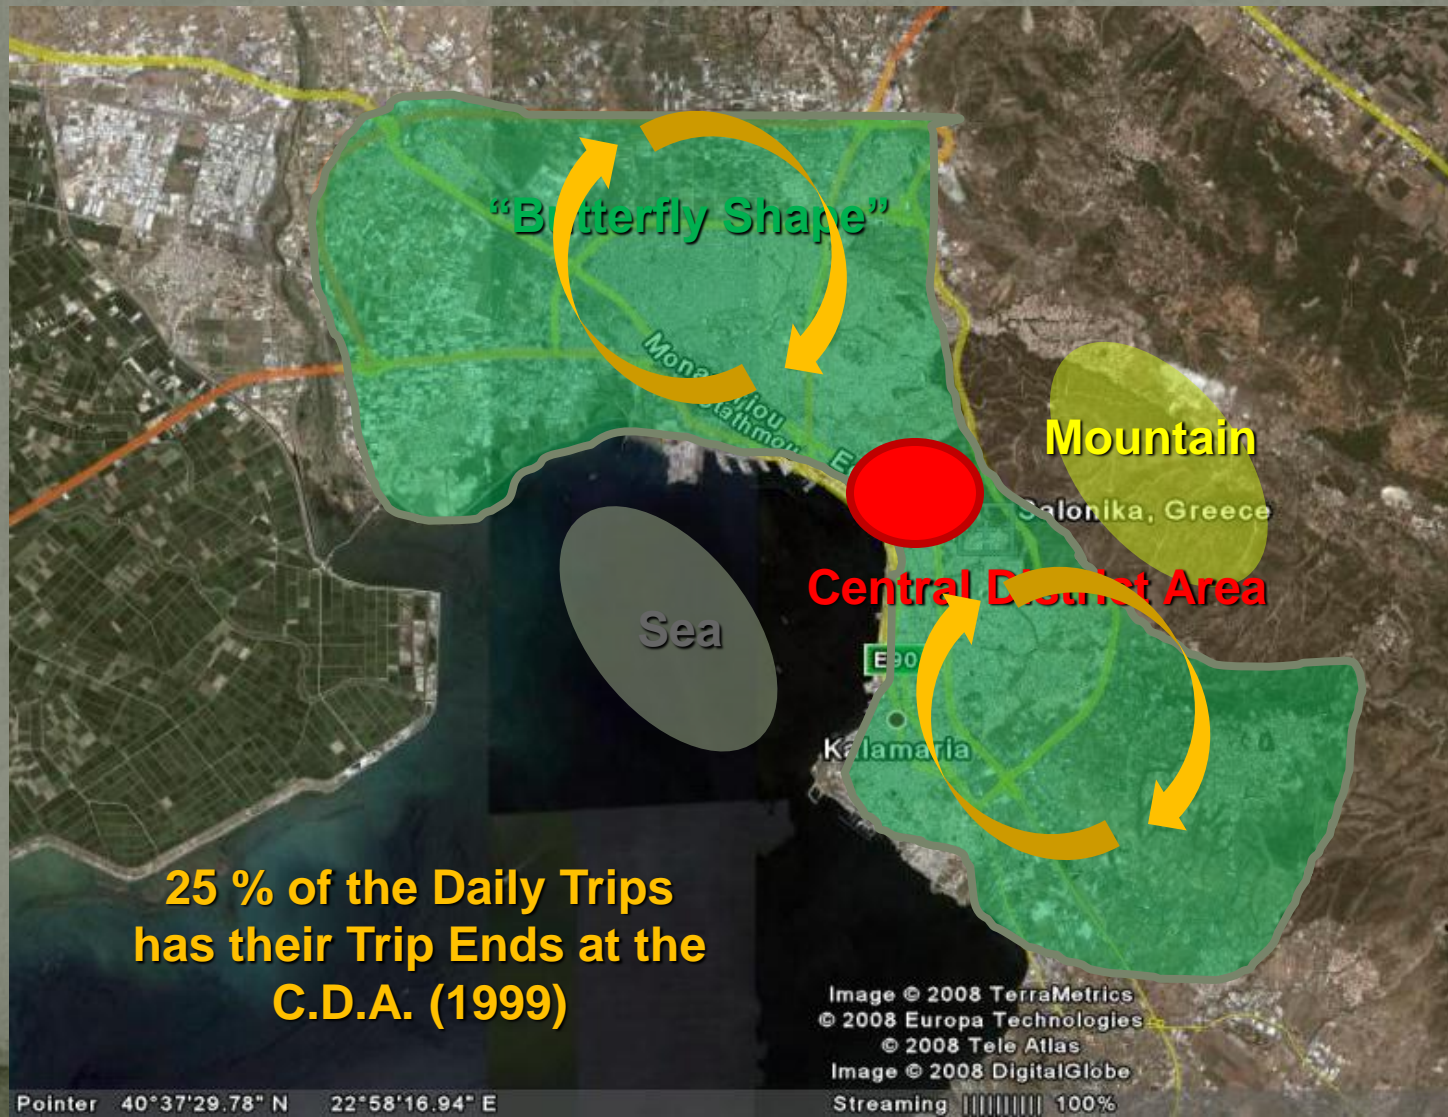 “Butterfly Shape”
Mountain
Salonika, Greece
Central District Area
Sea
E90
Kalamaria
25 % of the Daily Trips
has their Trip Ends at the
C.D.A. (1999)
Image © 2008 TerraMetrics
© 2008 Europa Technologies
© 2008 Tele Atlas
Image © 2008 DigitalGlobe
Pointer 40°37'29.78" N 22°58'16.94" E
Streaming |||||||||| 100%